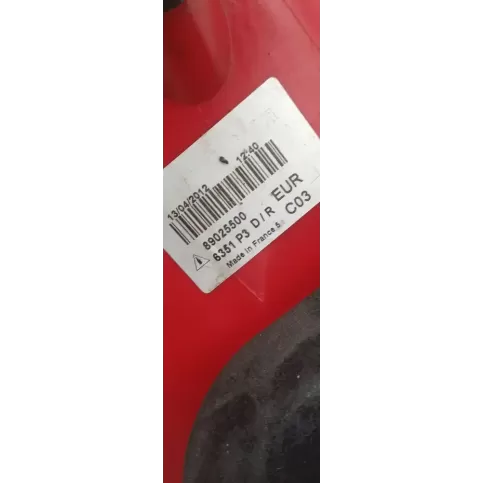 13/04/2012 12:40
89025500
6351 P3 D / R EUR
Made in France C03